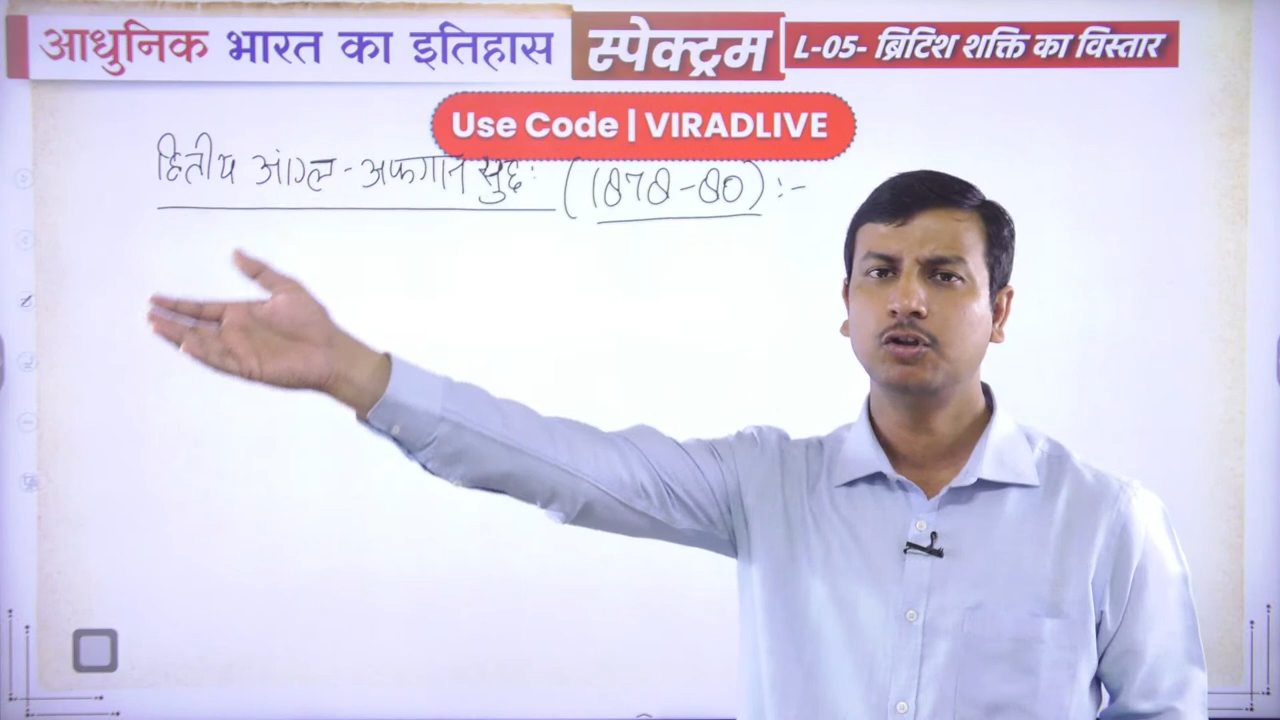 आधुनिक भारत का इतिहास स्पेक्ट्रम L-05- ब्रिटिश शक्ति का विस्तार
Use Code | VIRADLIVE
द्वितीय आंग्ल-अफगान युद्ध: (1878-80):-